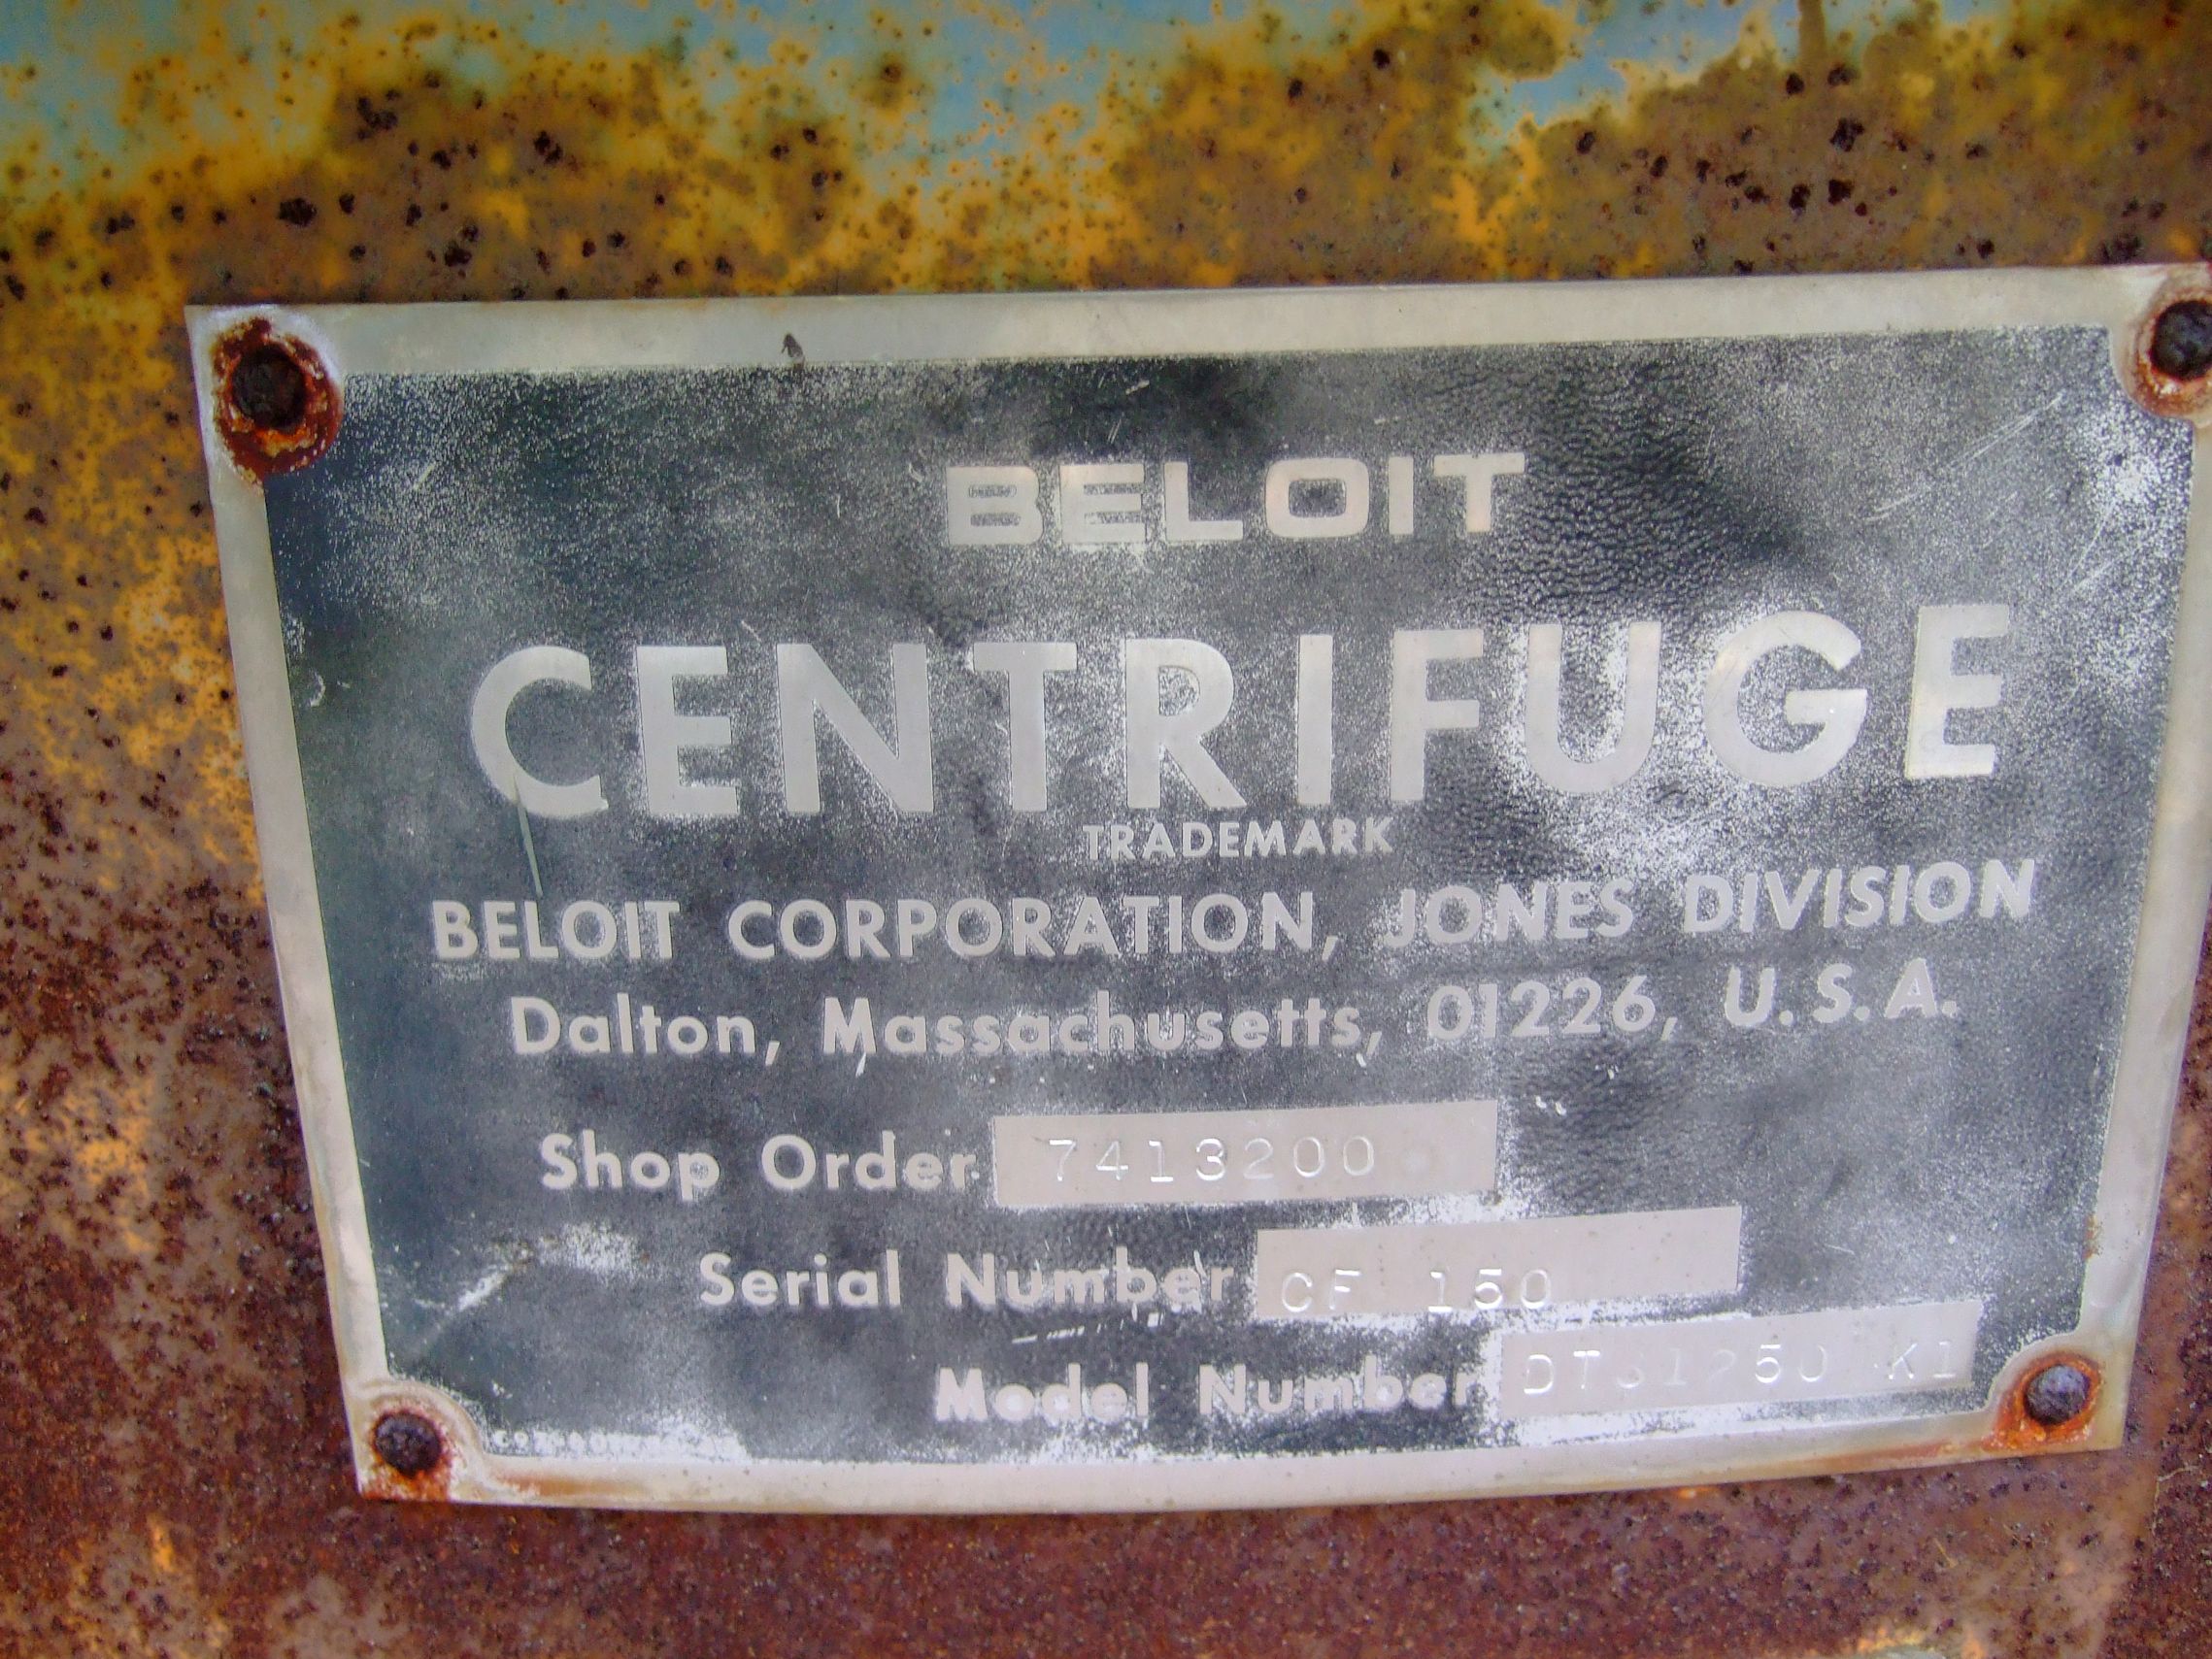 BELOIT
CENTRIFUGE
TRADEMARK
BELOIT CORPORATION, JONES DIVISION
Dalton, Massachusetts, 01226, U.S.A.
Shop Order 7413200
Serial Number CF 150
Model Number K1